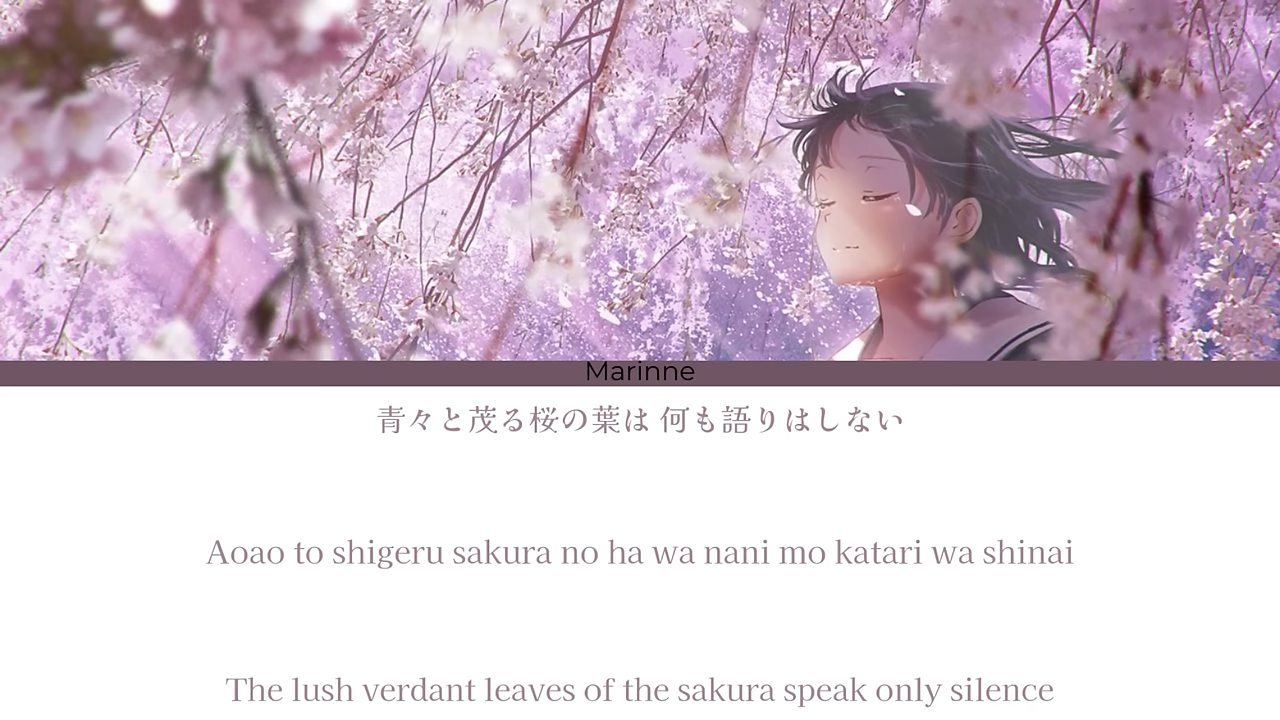 Marinne
青々と茂る桜の葉は 何も語りはしない
Aoao to shigeru sakura no ha wa nani mo katari wa shinai
The lush verdant leaves of the sakura speak only silence